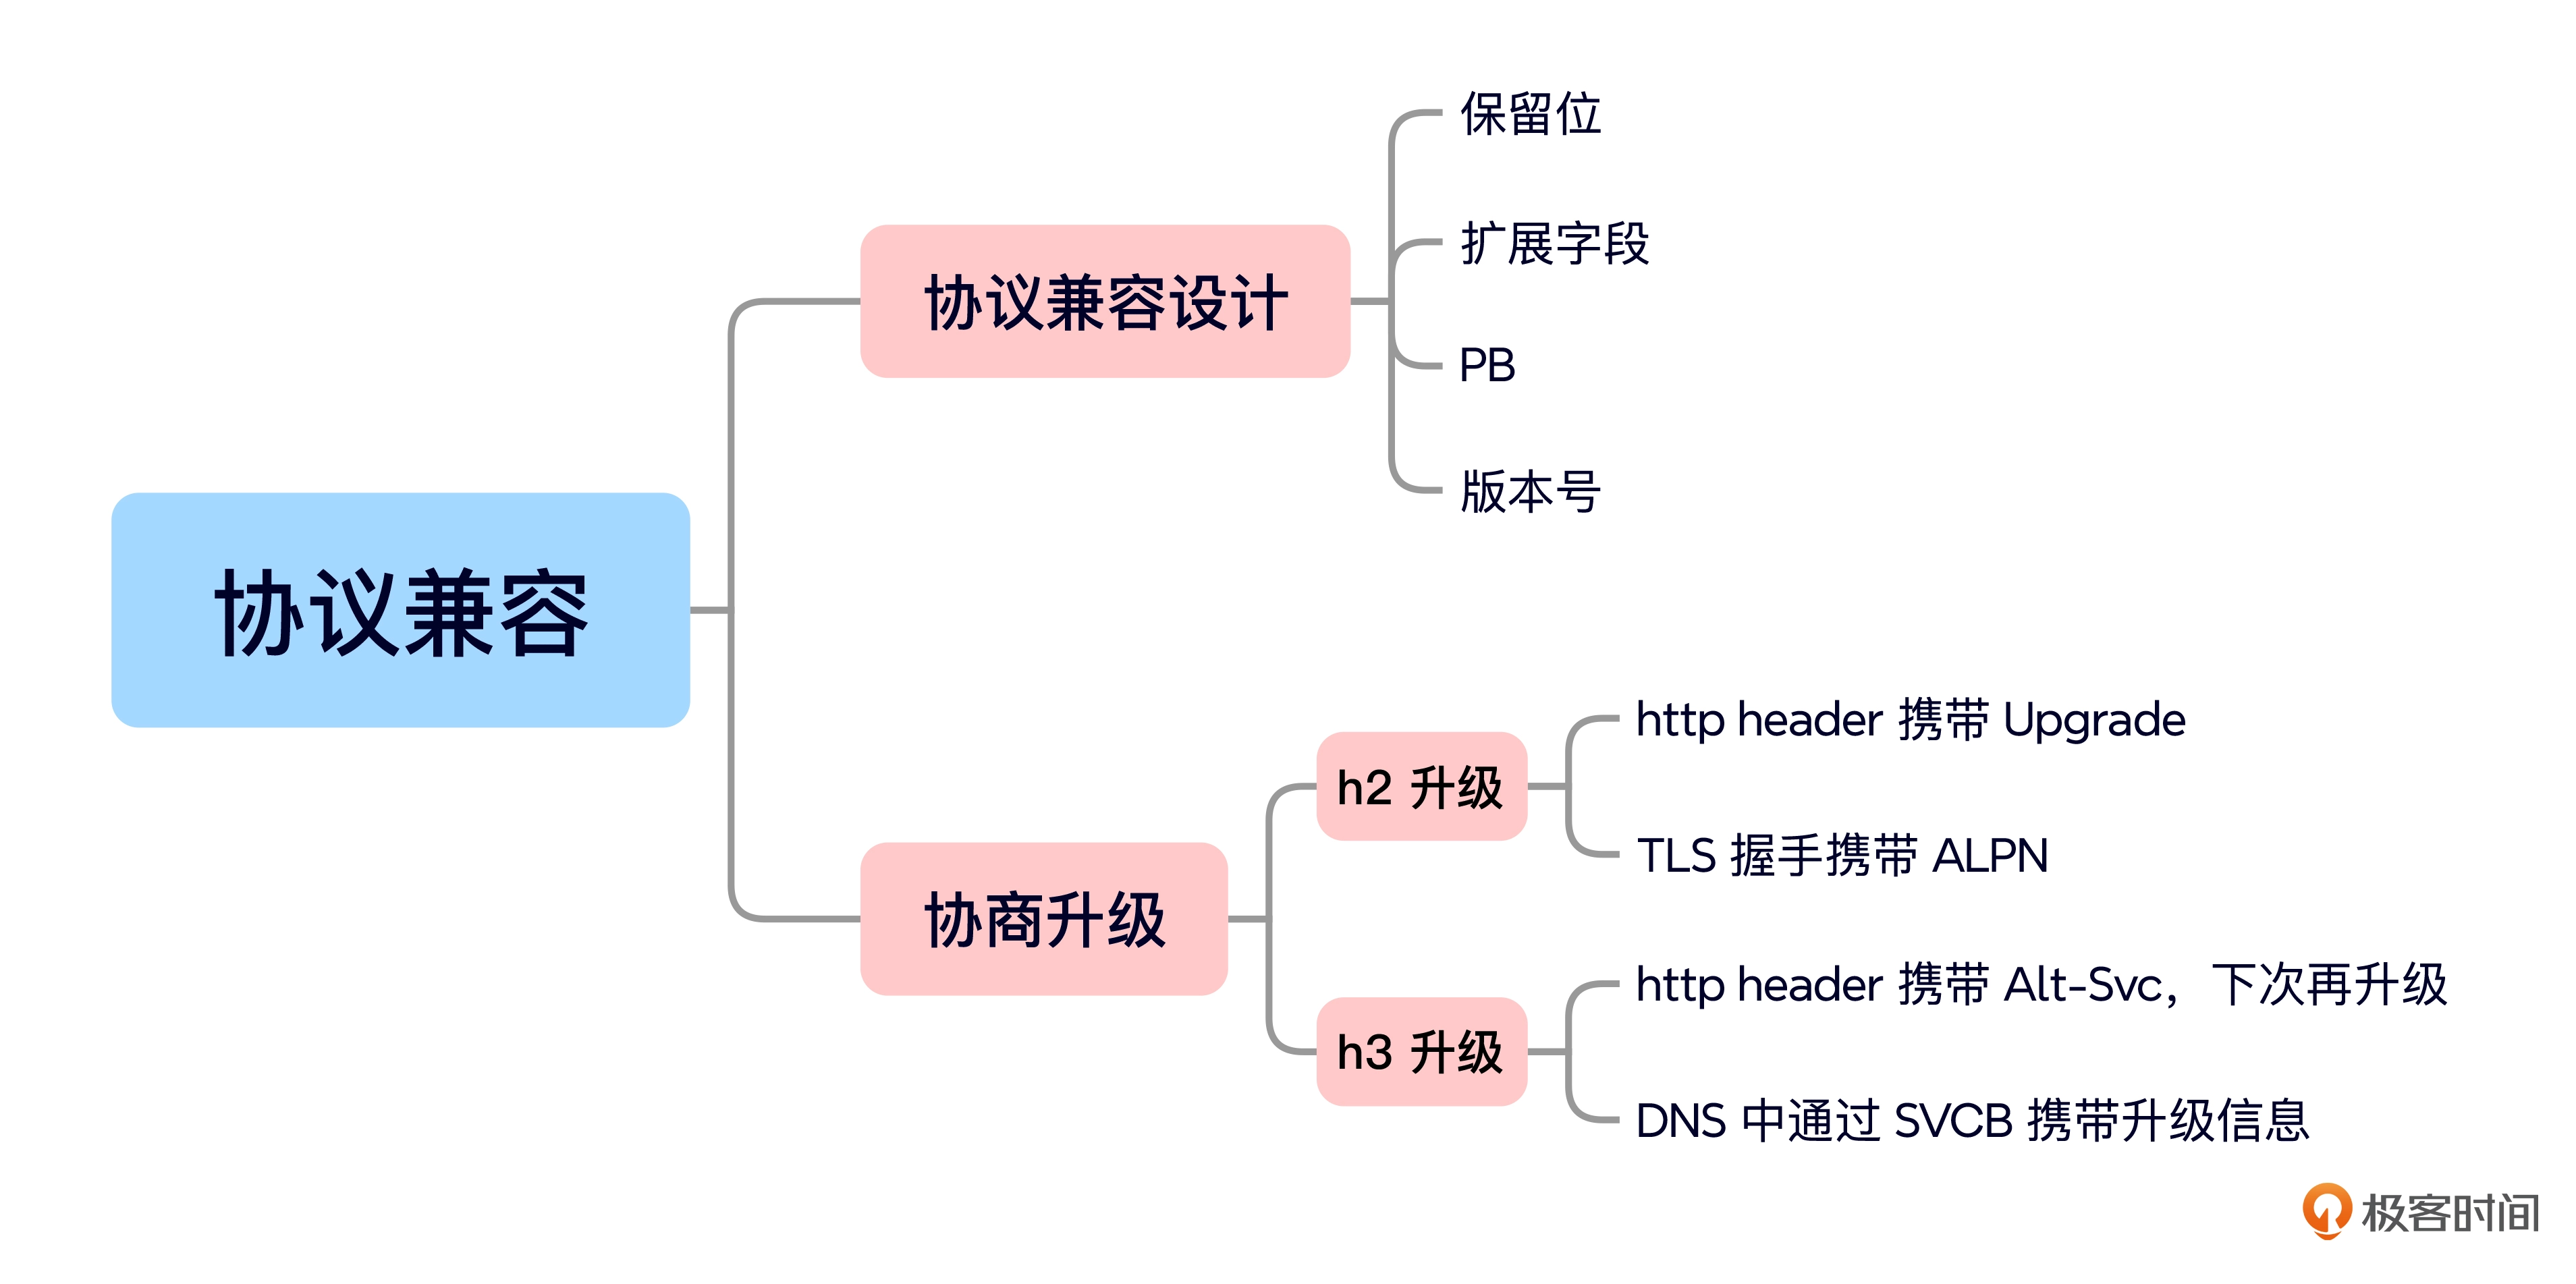 协议兼容
协议兼容设计
保留位
扩展字段
PB
版本号
协商升级
h2 升级
http header 携带 Upgrade
TLS 握手携带 ALPN
h3 升级
http header 携带 Alt-Svc，下次再升级
DNS 中通过 SVCB 携带升级信息
极客时间